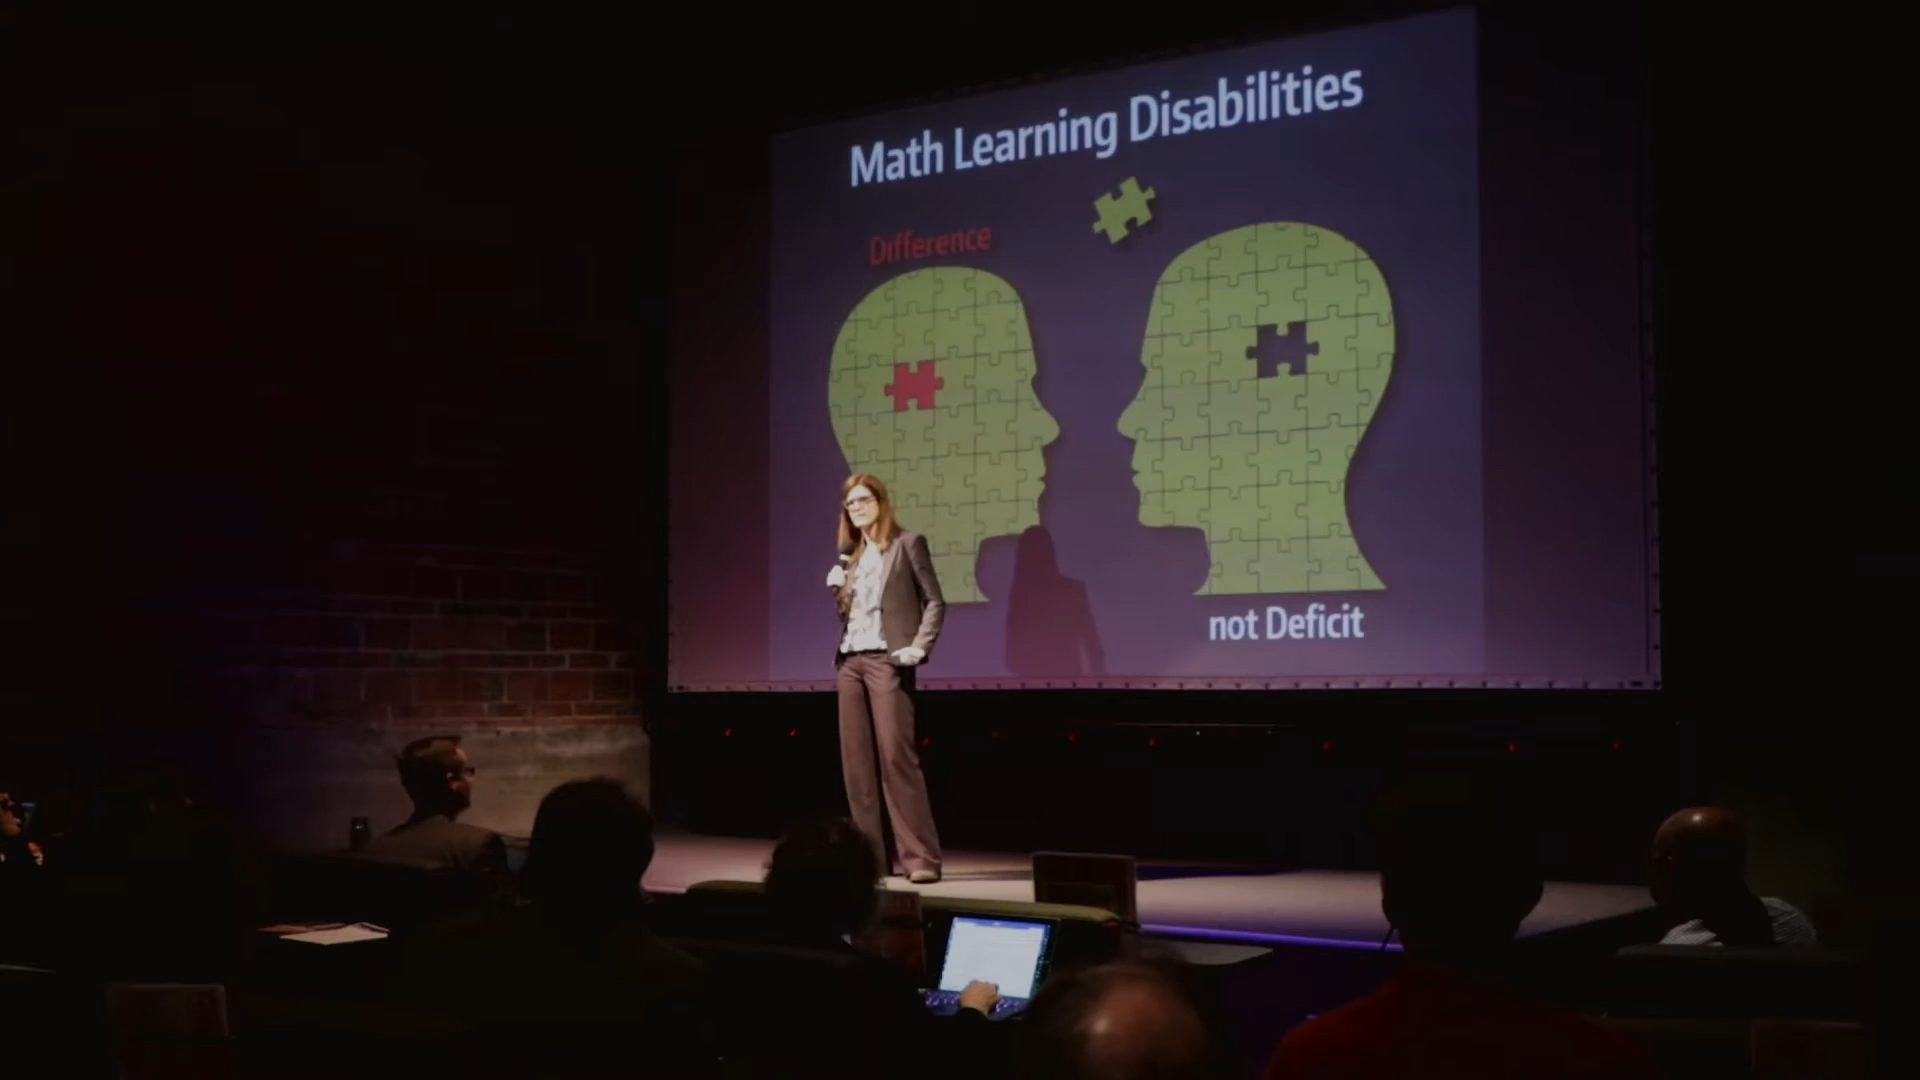 Math Learning Disabilities
Difference
not Deficit